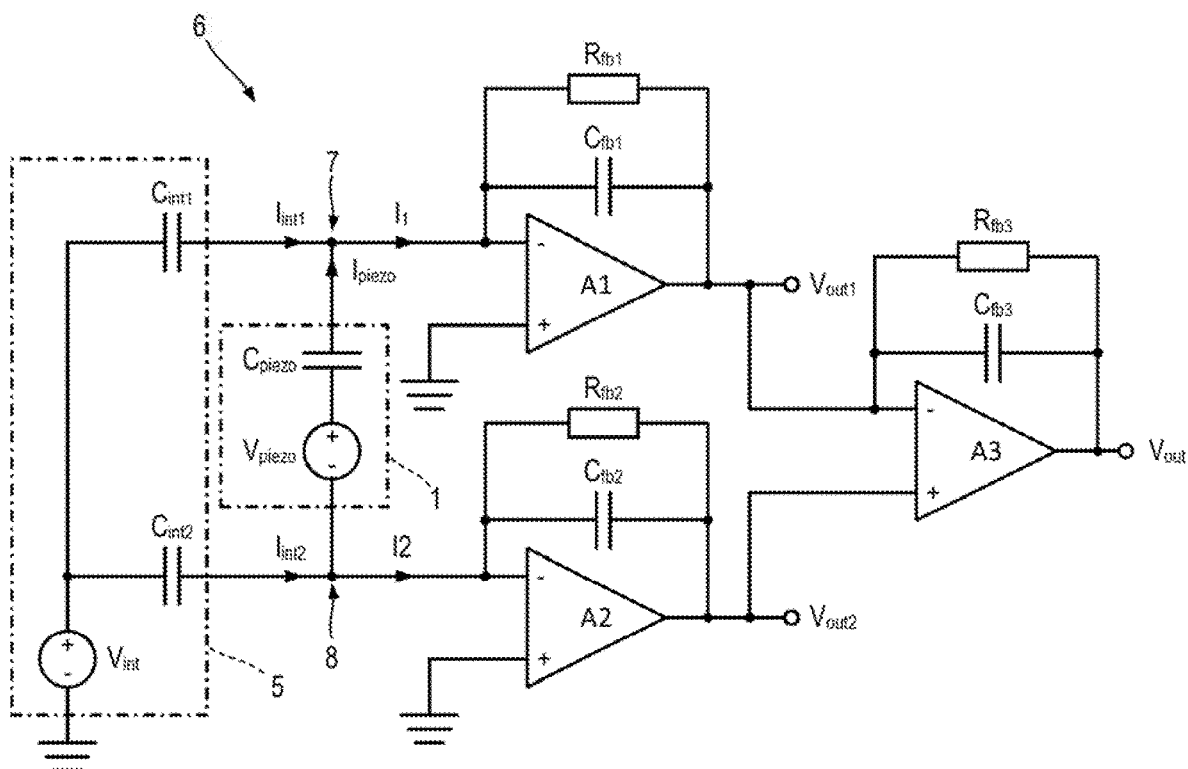 6
Rfb1
Cfb1
7
Cint1
Iint1
I1
Ipiezo
-
+
A1
Vout1
Rfb3
Cfb3
Cpiezo
+
-
Vpiezo
1
Rfb2
Cfb2
-
+
A3
Vout
Cint2
Iint2
I2
-
+
A2
Vout2
8
+
-
Vint
5